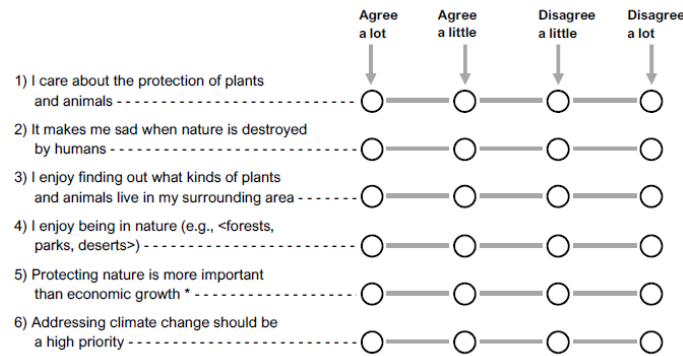 Agree Agree Disagree Disagree
a lot a little a little a lot
1) I care about the protection of plants
and animals
2) It makes me sad when nature is destroyed
by humans
3) I enjoy finding out what kinds of plants
and animals live in my surrounding area
4) I enjoy being in nature (e.g., <forests,
parks, deserts>)
5) Protecting nature is more important
than economic growth *
6) Addressing climate change should be
a high priority